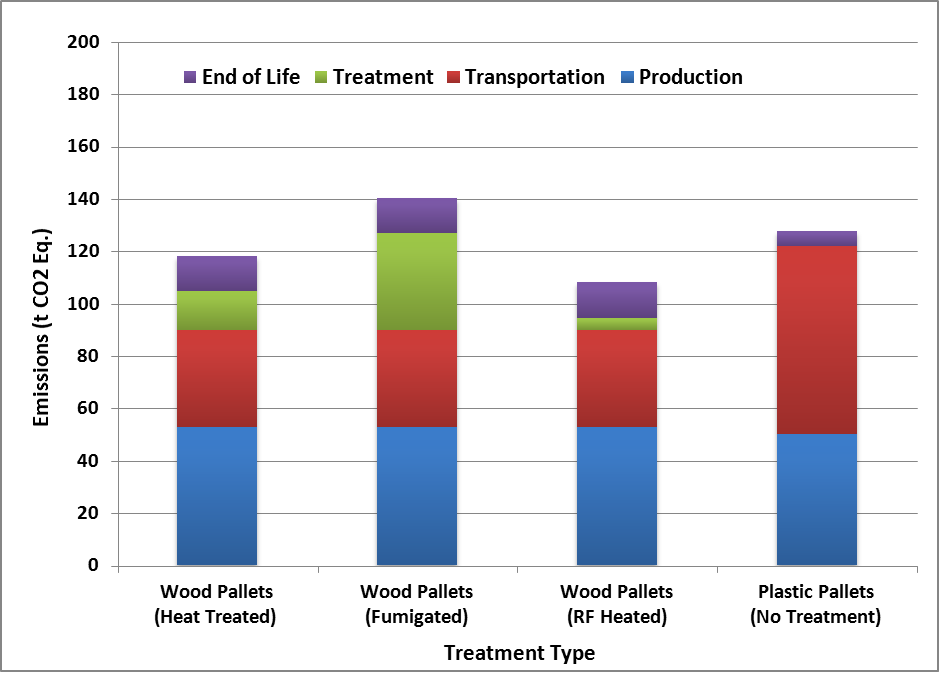 200
180
160
140
120
100
80
60
40
20
0
Emissions (t CO2 Eq.)
End of Life Treatment Transportation Production
Wood Pallets
(Heat Treated)
Wood Pallets
(Fumigated)
Wood Pallets
(RF Heated)
Plastic Pallets
(No Treatment)
Treatment Type